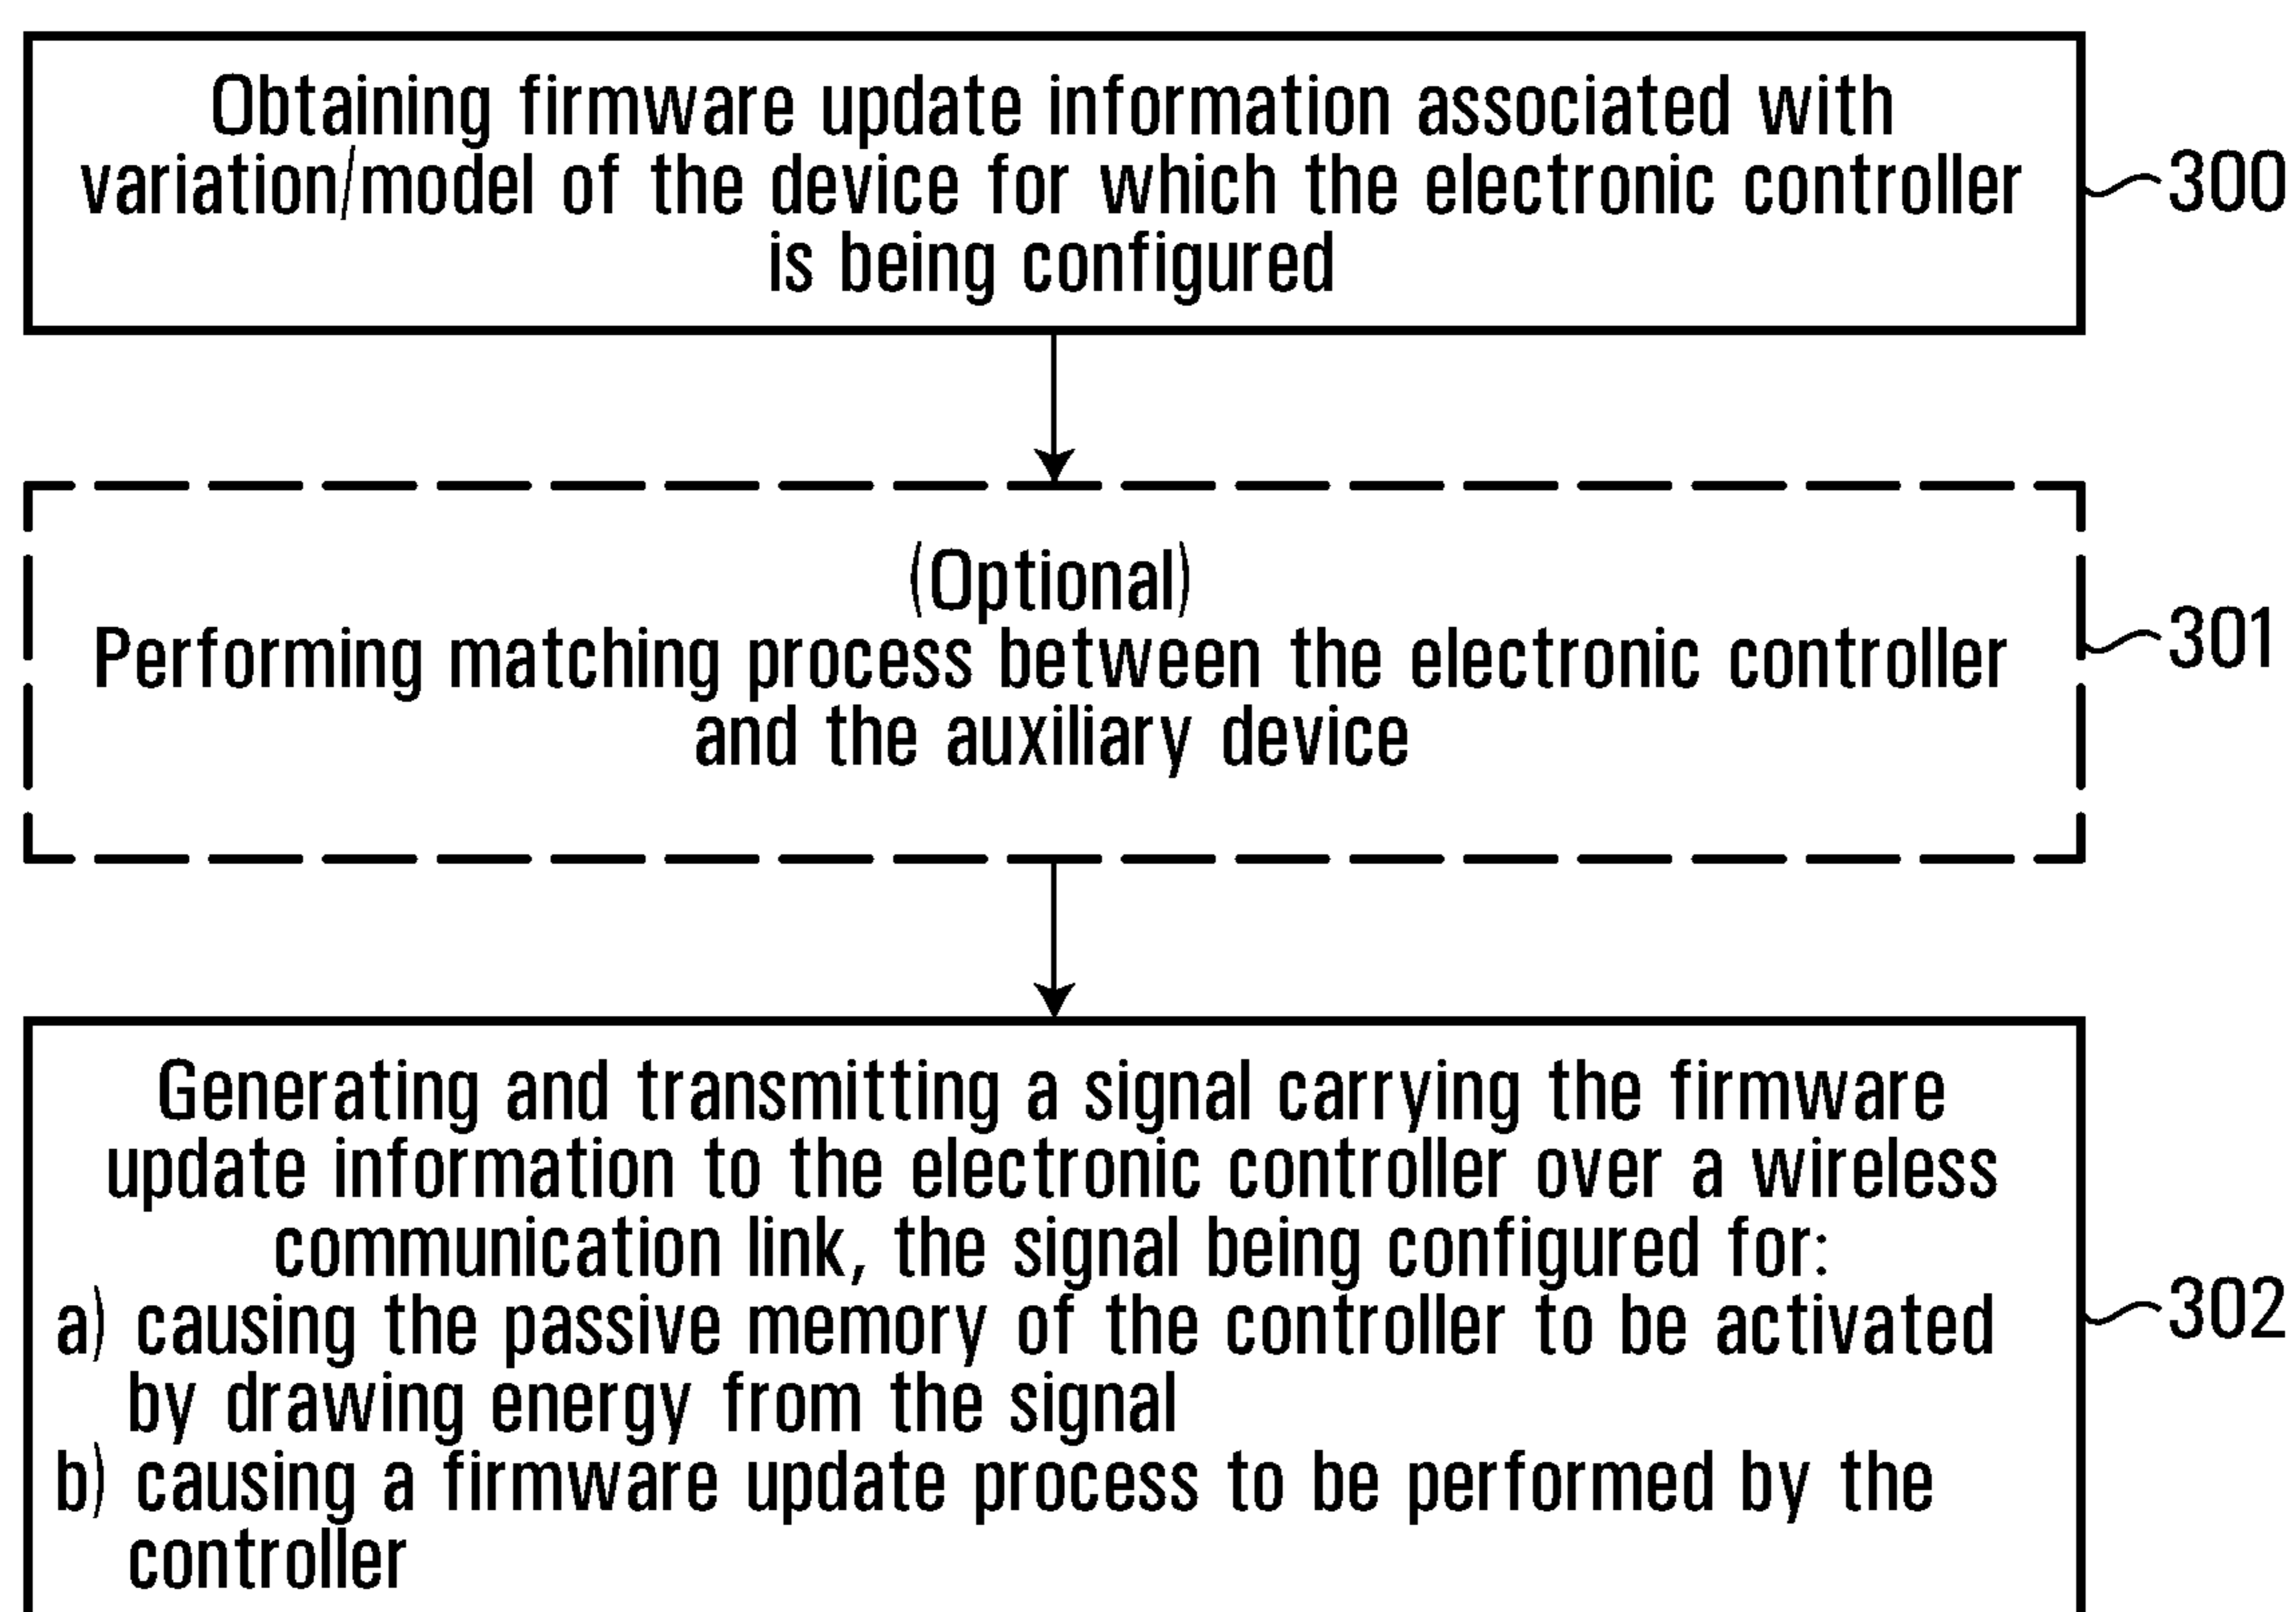 Obtaining firmware update information associated with
variation/model of the device for which the electronic controller
is being configured
300
(Optional)
Performing matching process between the electronic controller
and the auxiliary device
301
Generating and transmitting a signal carrying the firmware
update information to the electronic controller over a wireless
communication link, the signal being configured for:
a) causing the passive memory of the controller to be activated
by drawing energy from the signal
b) causing a firmware update process to be performed by the
controller
302